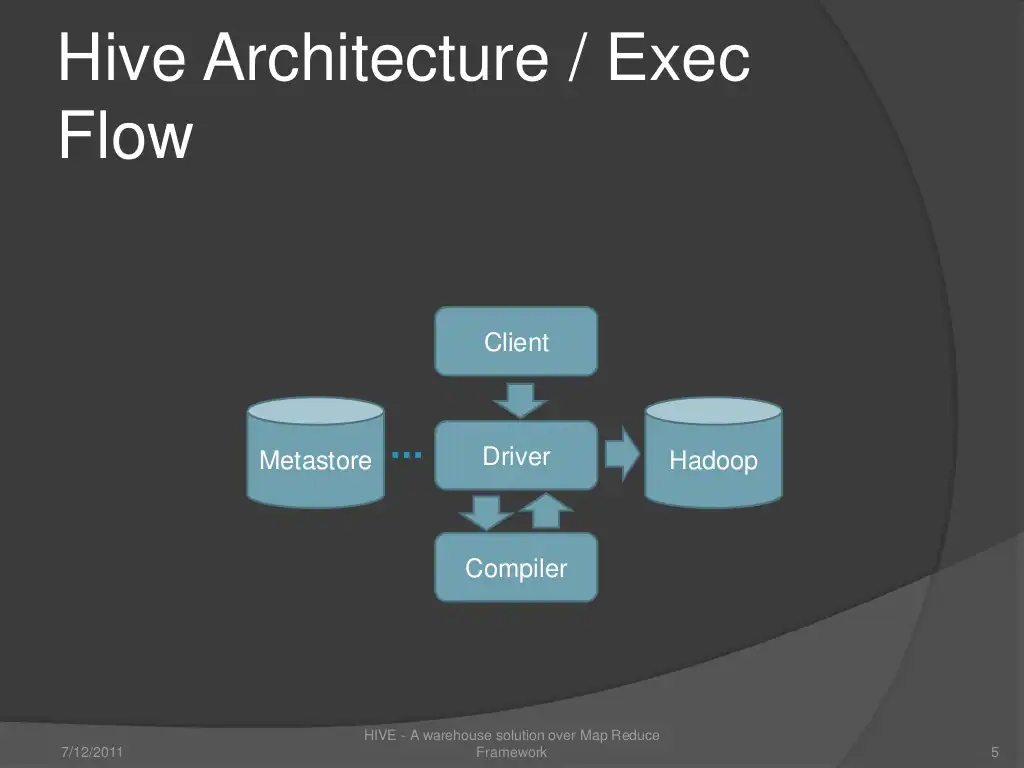 Hive Architecture / Exec
Flow
Client
Metastore
Driver
Hadoop
Compiler
7/12/2011
HIVE - A warehouse solution over Map Reduce
Framework
5